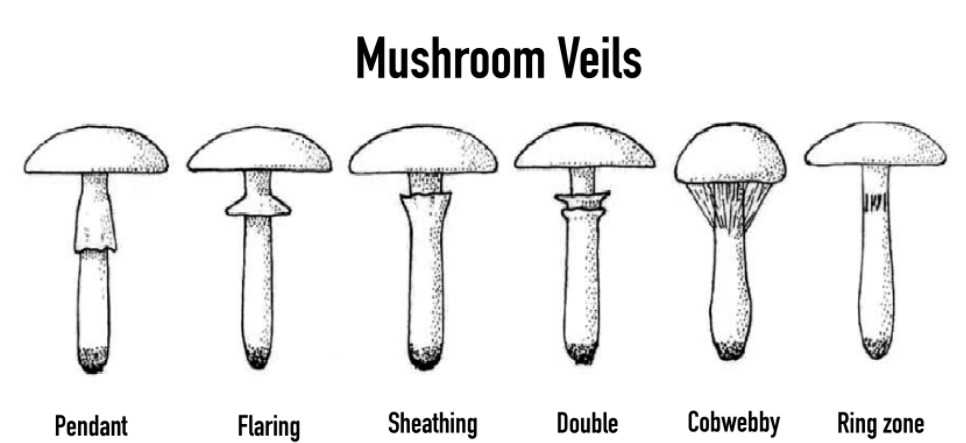 Mushroom Veils
Pendant Flaring Sheathing Double Cobwebby Ring zone